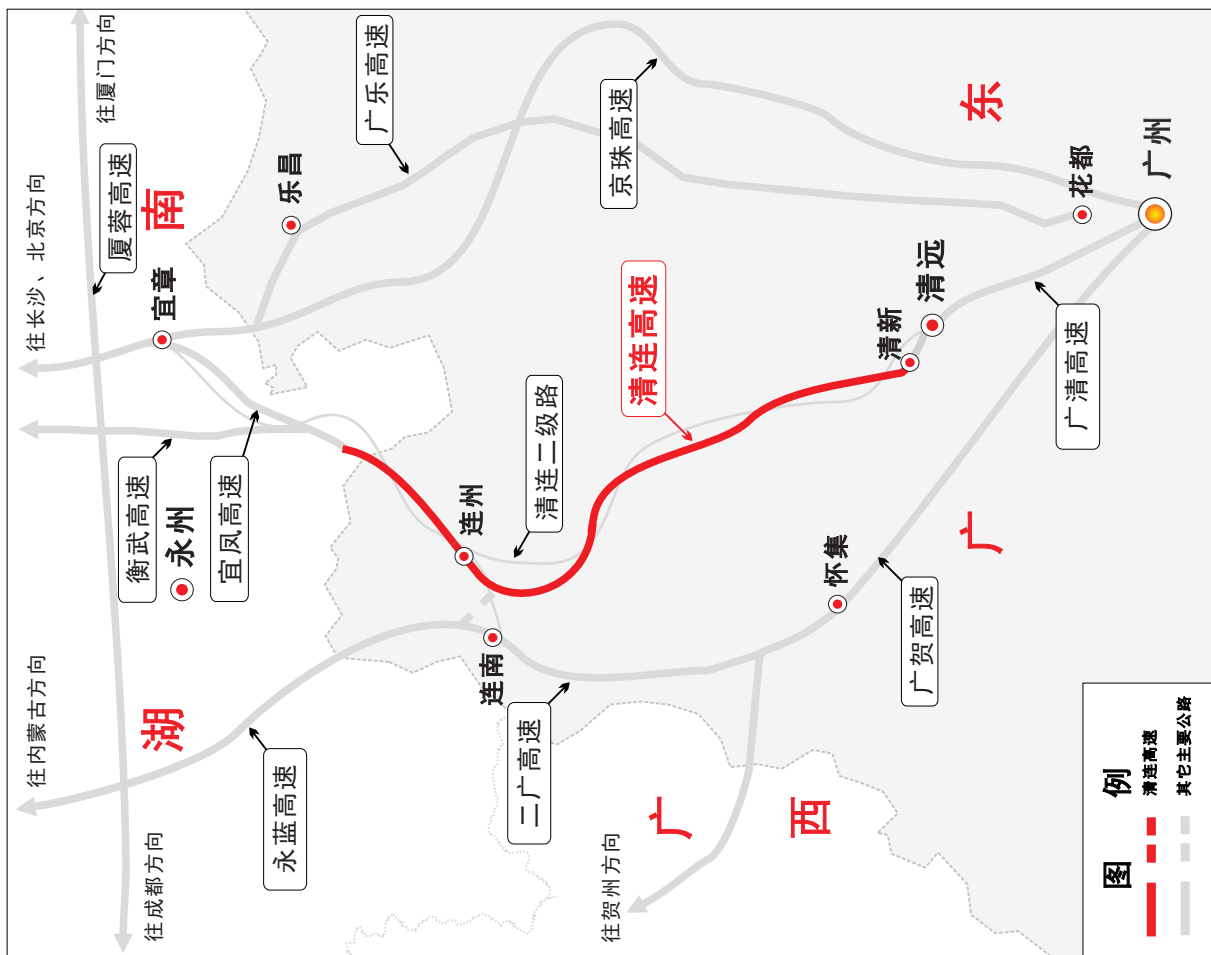 往厦门方向
往长沙、北京方向
往内蒙古方向
往成都方向
往贺州方向
厦蓉高速
湖南
广东
广西
宜章
乐昌
永州
连州
连南
怀集
清新
清远
花都
广州
广乐高速
京珠高速
衡武高速
宜凤高速
清连二级路
清连高速
广清高速
广贺高速
二广高速
永蓝高速
图例
清连高速
其它主要公路